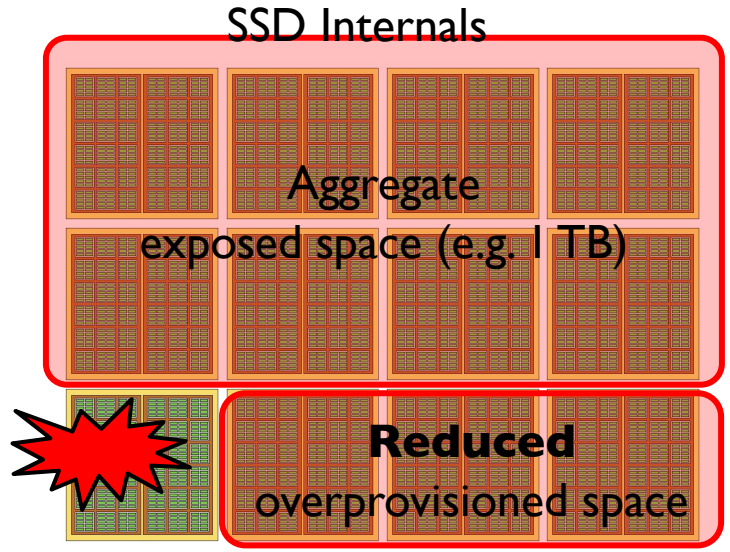 SSD Internals
Aggregate
exposed space (e.g. 1 TB)
Reduced
overprovisioned space